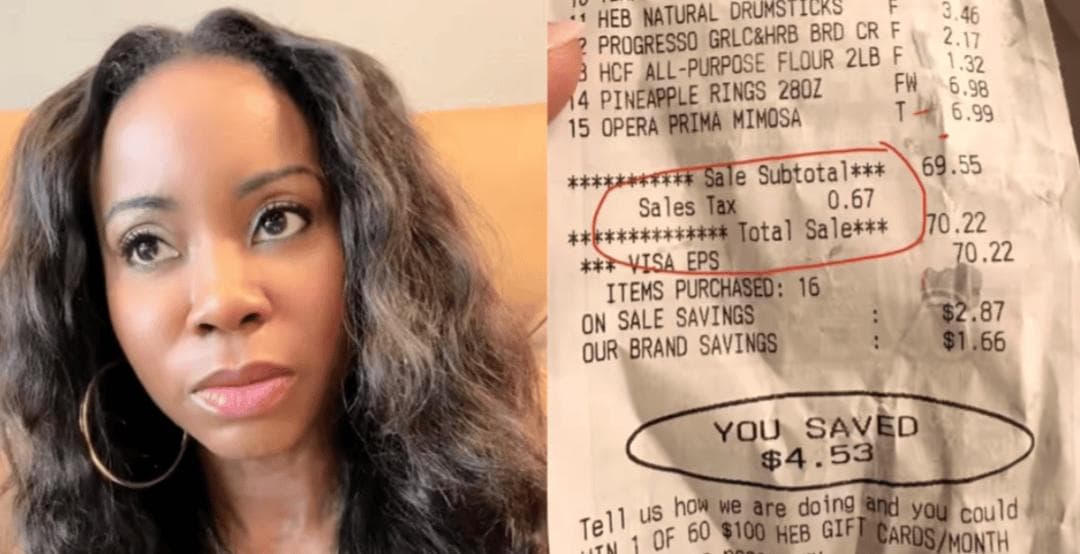 11 HEB NATURAL DRUMSTICKS F 3.46
PROGRESSO GRLC&HRB BRD CR F 2.17
3 HCF ALL-PURPOSE FLOUR 2LB F 1.32
14 PINEAPPLE RINGS 28OZ FW 6.98
15 OPERA PRIMA MIMOSA T 6.99
*********** Sale Subtotal*** 69.55
Sales Tax 0.67
************** Total Sale*** 70.22
*** VISA EPS 70.22
ITEMS PURCHASED: 16
ON SALE SAVINGS : $2.87
OUR BRAND SAVINGS : $1.66
YOU SAVED
$4.53
Tell us how we are doing and you could
WIN 1 OF 60 $100 HEB GIFT CARDS/MONTH